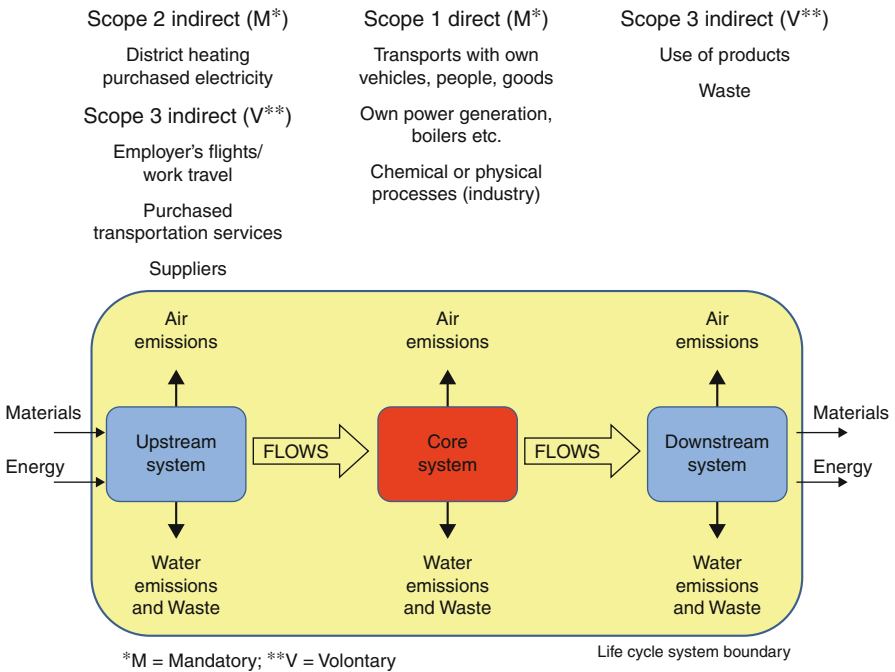 Scope 2 indirect (M*)
District heating
purchased electricity
Scope 3 indirect (V**)
Employer's flights/
work travel
Purchased
transportation services
Suppliers
Scope 1 direct (M*)
Transports with own
vehicles, people, goods
Own power generation,
boilers etc.
Chemical or physical
processes (industry)
Scope 3 indirect (V**)
Use of products
Waste
Air
emissions
Air
emissions
Air
emissions
Materials
Energy
Upstream
system
FLOWS
Core
system
FLOWS
Downstream
system
Materials
Energy
Water
emissions
and Waste
Water
emissions
and Waste
Water
emissions
and Waste
Life cycle system boundary
*M = Mandatory; **V = Volontary